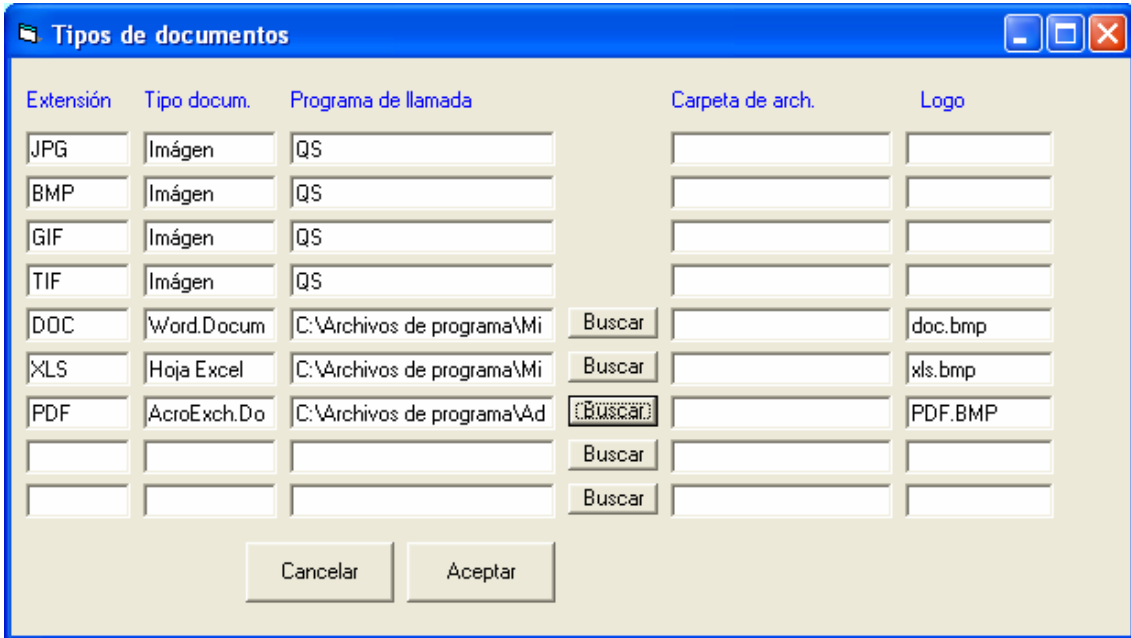 Tipos de documentos
Extensión Tipo docum. Programa de llamada Carpeta de arch. Logo
JPG Imágen QS
BMP Imágen QS
GIF Imágen QS
TIF Imágen QS
DOC Word.Docum C:\Archivos de programa\Mi Buscar doc.bmp
XLS Hoja Excel C:\Archivos de programa\Mi Buscar xls.bmp
PDF AcroExch.Do C:\Archivos de programa\Ad Buscar PDF.BMP
Buscar
Buscar
Cancelar Aceptar